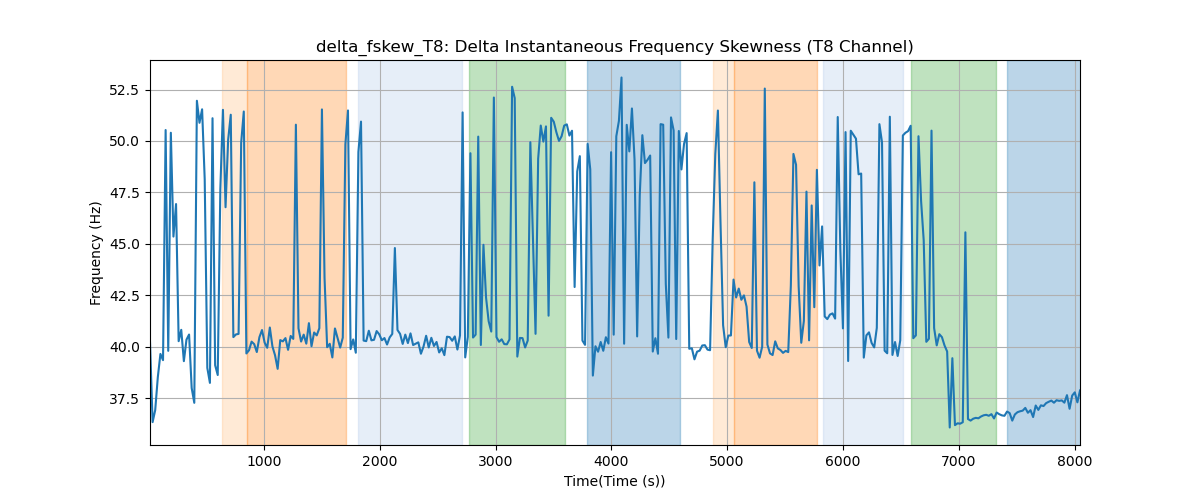 delta_fskew_T8: Delta Instantaneous Frequency Skewness (T8 Channel)
52.5
50.0
47.5
45.0
42.5
40.0
37.5
Frequency (Hz)
1000 2000 3000 4000 5000 6000 7000 8000
Time(Time (s))